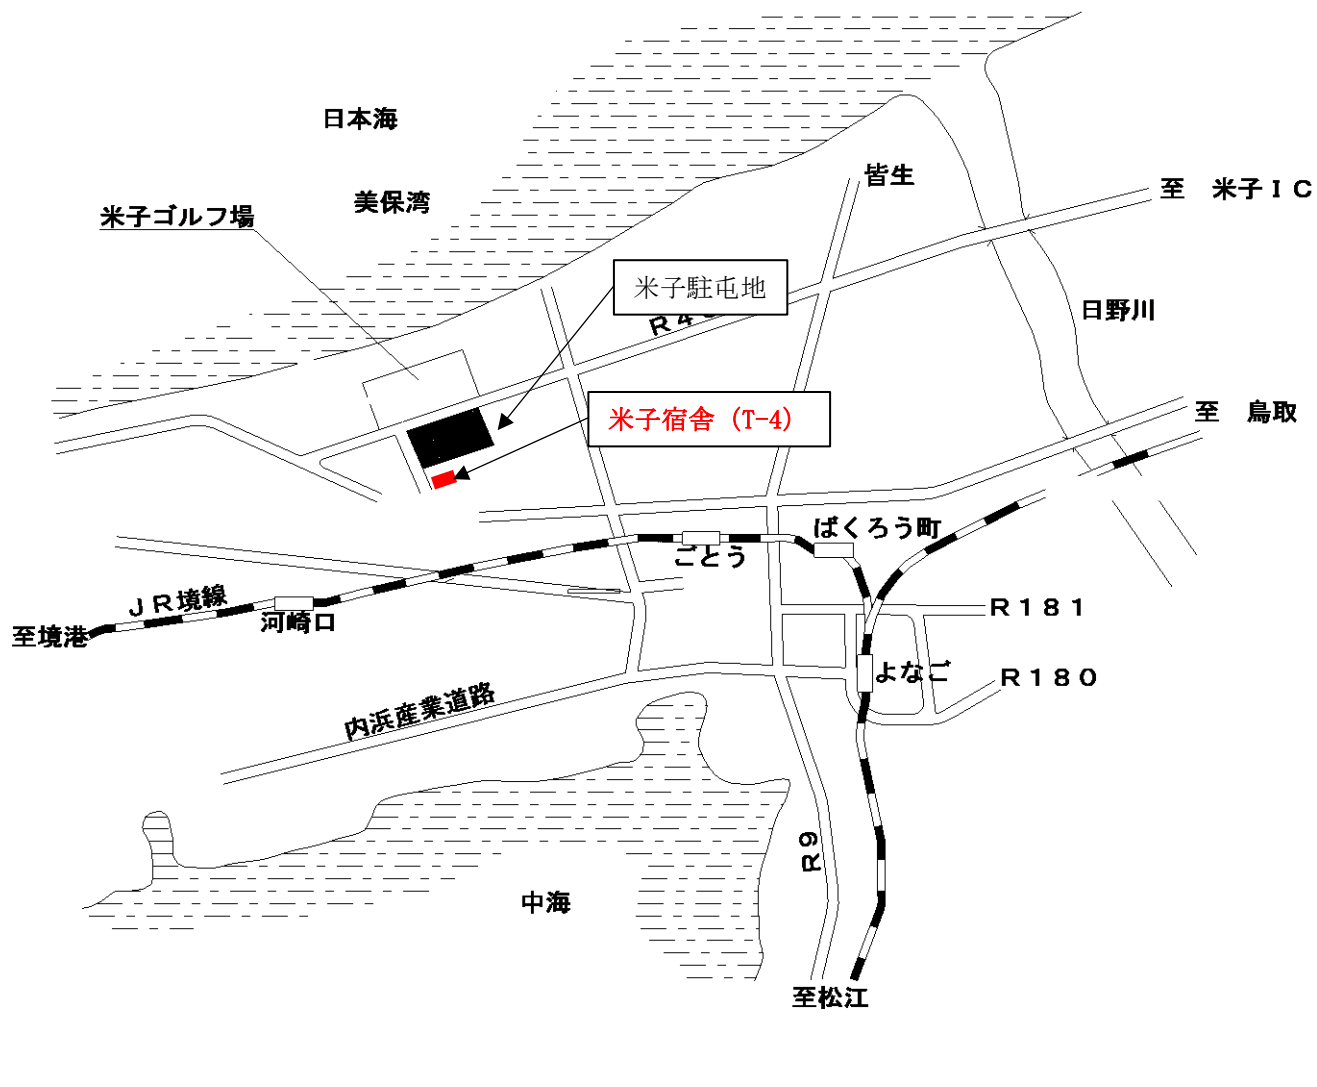 日本海
美保湾
皆生
至　米子ＩＣ
米子ゴルフ場
米子駐屯地
日野川
米子宿舎（T-4）
至　鳥取
ばくろう町
ごとう
ＪＲ境線
河崎口
至境港
Ｒ１８１
よなご
Ｒ１８０
内浜産業道路
Ｒ９
中海
至松江